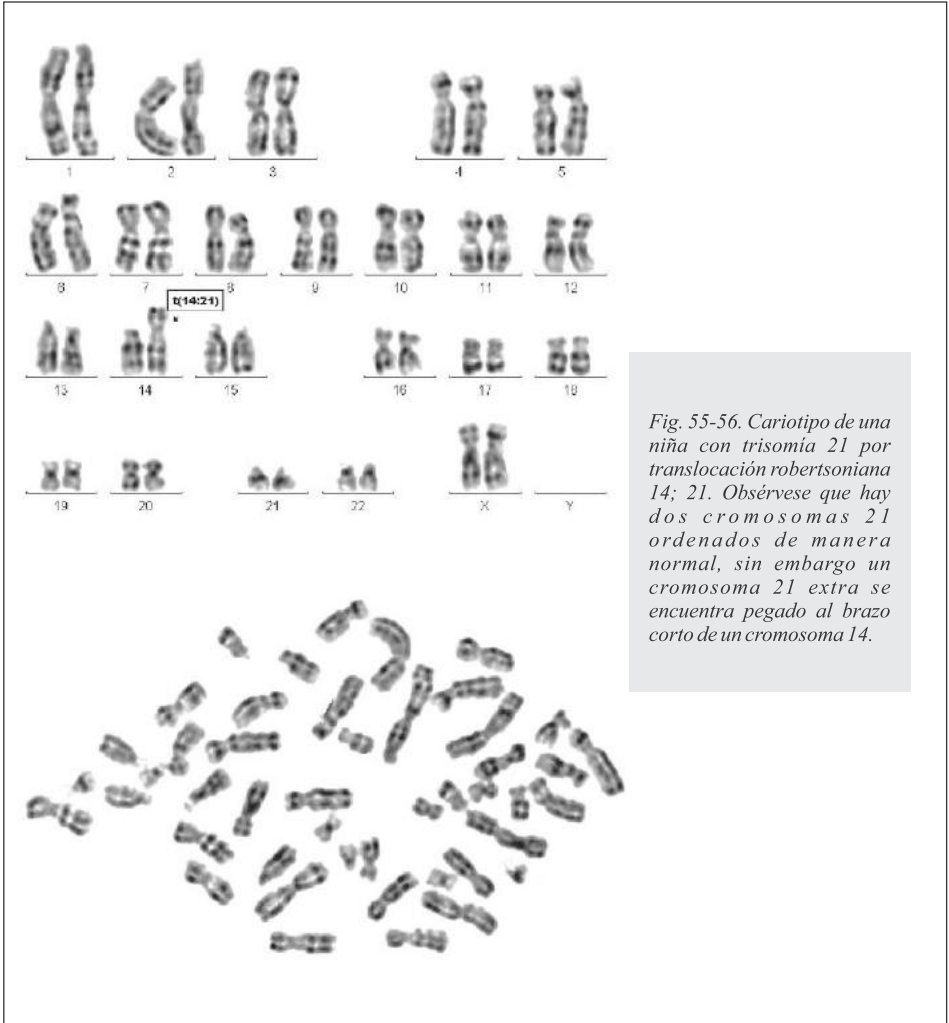 1 2 3 4 5
6 7 8 9 10 11 12
t(14:21)
13 14 15 16 17 18
19 20 21 22 X Y
Fig. 55-56. Cariotipo de una
niña con trisomía 21 por
translocación robertsoniana
14; 21. Obsérvese que hay
dos cromosomas 21
ordenados de manera
normal, sin embargo un
cromosoma 21 extra se
encuentra pegado al brazo
corto de un cromosoma 14.